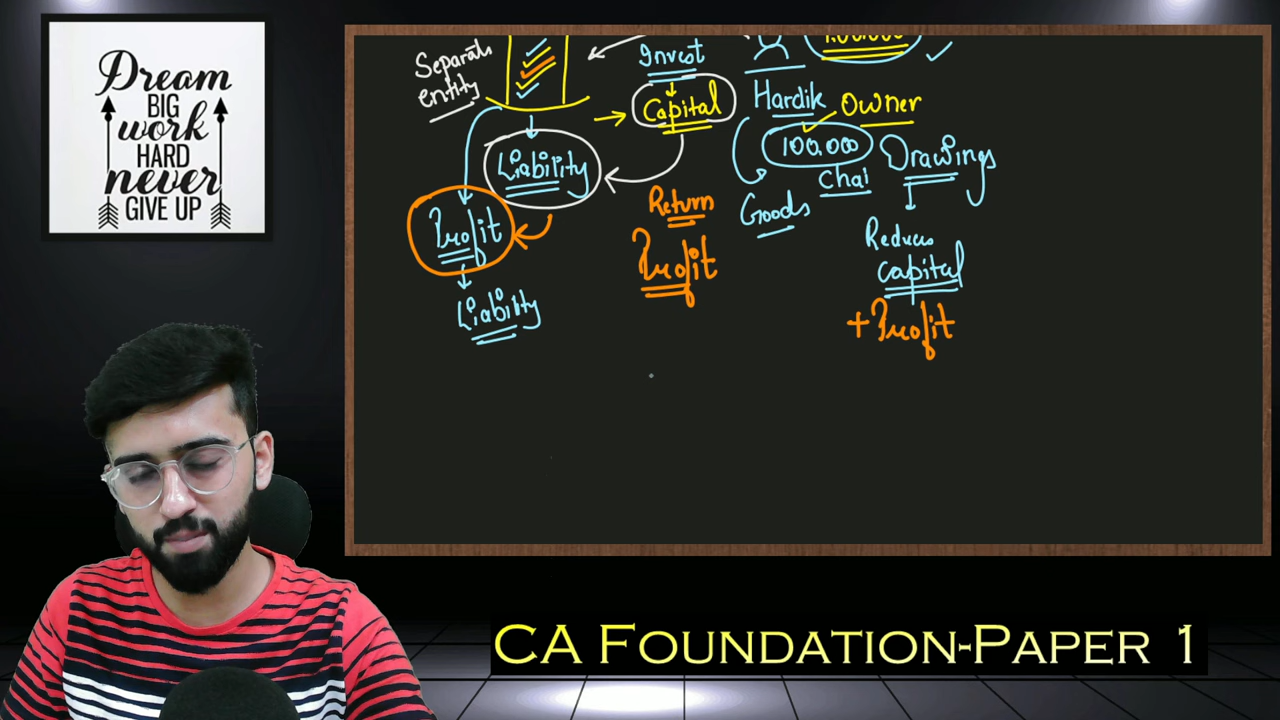 Dream
BIG
work
HARD
never
GIVE UP
Separate
entity
Invest
Capital
Hardik
Owner
100.000
Drawings
Chai
Goods
Liability
Profit
Liability
Return
Profit
Reduces
capital
+Profit
CA FOUNDATION-PAPER 1